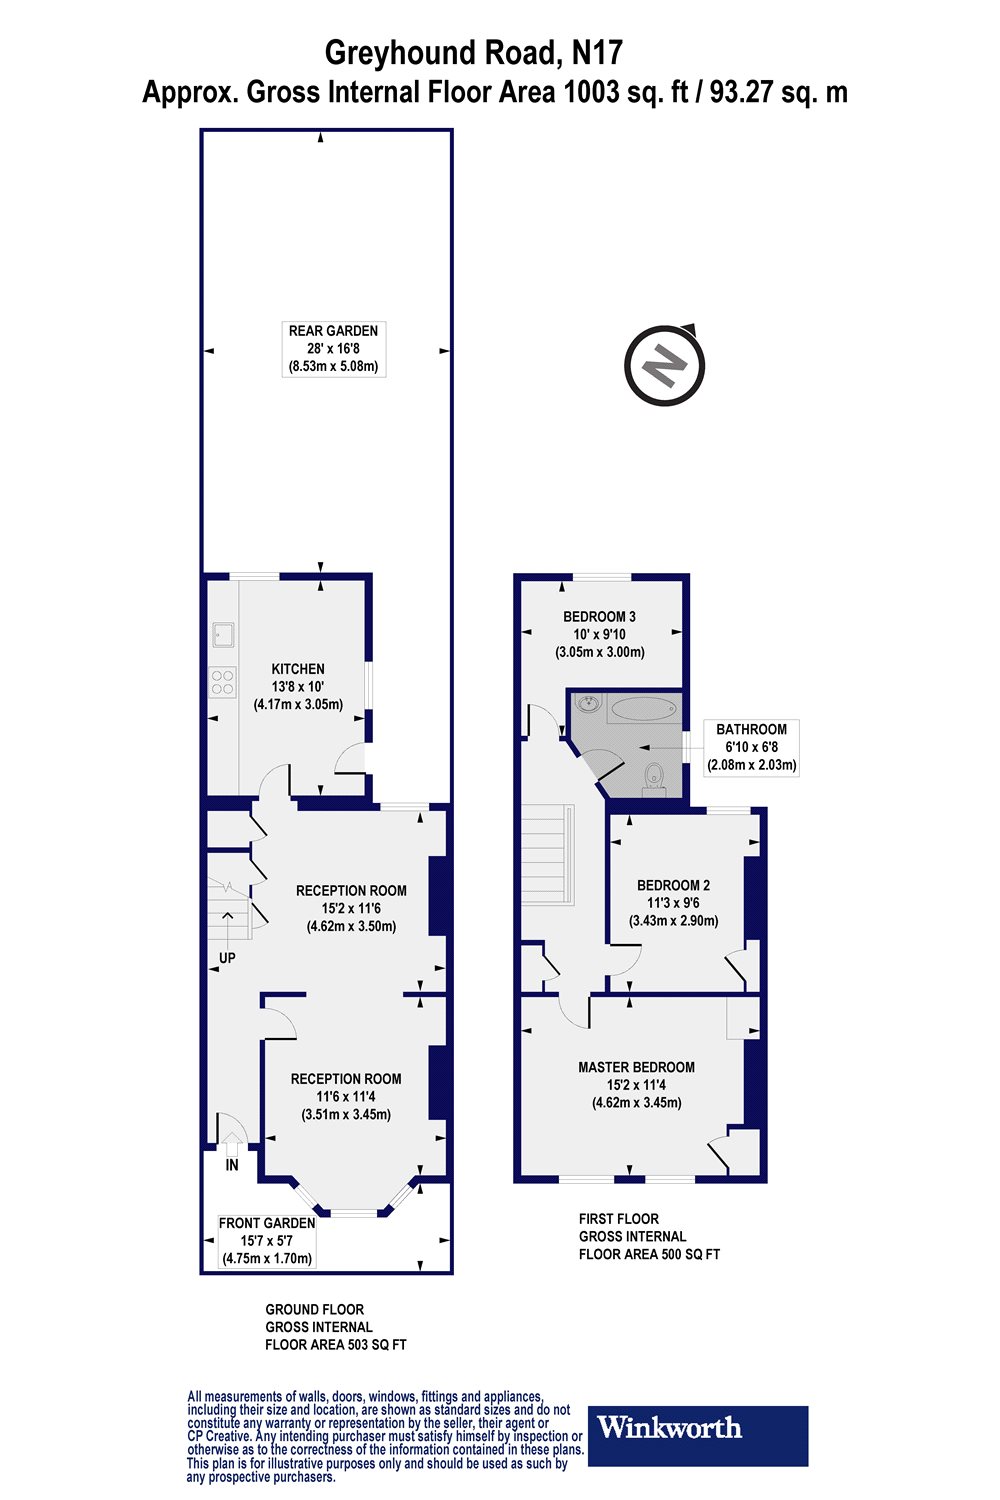 Greyhound Road, N17
Approx. Gross Internal Floor Area 1003 sq. ft / 93.27 sq. m
REAR GARDEN
28' x 16'8
(8.53m x 5.08m)
N
KITCHEN
13'8 x 10'
(4.17m x 3.05m)
BEDROOM 3
10' x 9'10
(3.05m x 3.00m)
BATHROOM
6'10 x 6'8
(2.08m x 2.03m)
RECEPTION ROOM
15'2 x 11'6
(4.62m x 3.50m)
UP
BEDROOM 2
11'3 x 9'6
(3.43m x 2.90m)
RECEPTION ROOM
11'6 x 11'4
(3.51m x 3.45m)
MASTER BEDROOM
15'2 x 11'4
(4.62m x 3.45m)
IN
FRONT GARDEN
15'7 x 5'7
(4.75m x 1.70m)
FIRST FLOOR
GROSS INTERNAL
FLOOR AREA 500 SQ FT
GROUND FLOOR
GROSS INTERNAL
FLOOR AREA 503 SQ FT
All measurements of walls, doors, windows, fittings and appliances,
including their size and location, are shown as standard sizes and do not
constitute any warranty or representation by the seller, their agent or
CP Creative. Any intending purchaser must satisfy himself by inspection or
otherwise as to the correctness of the information contained in these plans.
This plan is for illustrative purposes only and should be used as such by
any prospective purchasers.
Winkworth